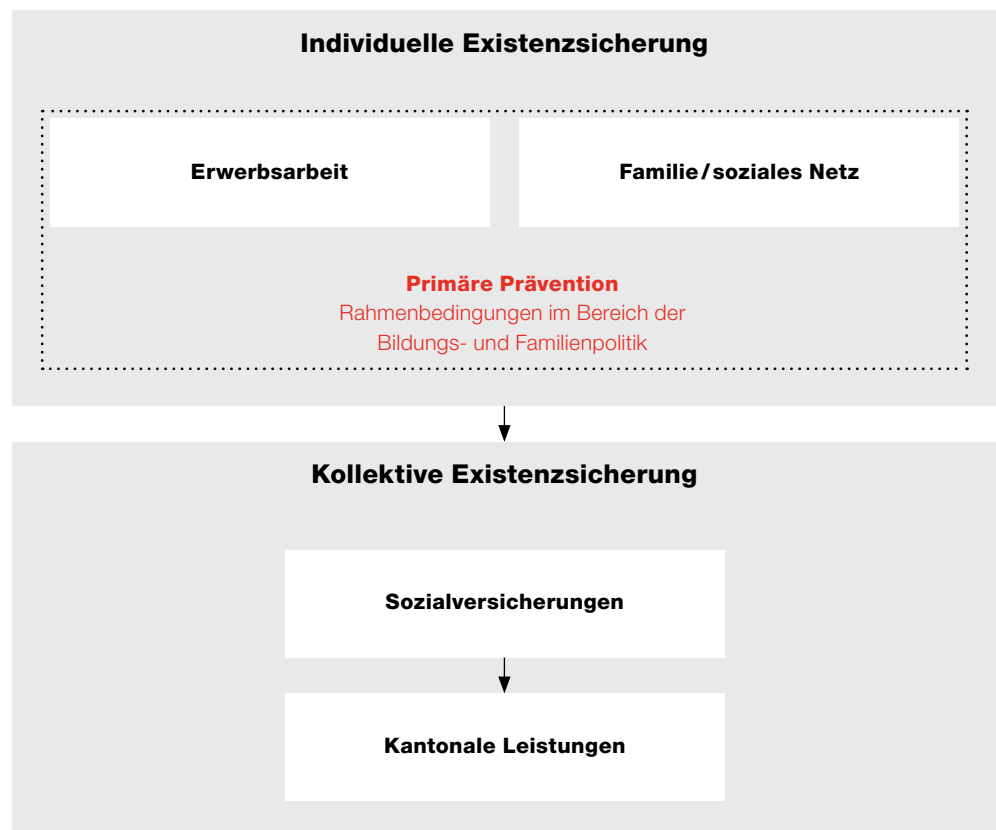 Individuelle Existenzsicherung
Erwerbsarbeit
Familie/soziales Netz
Primäre Prävention
Rahmenbedingungen im Bereich der
Bildungs- und Familienpolitik
Kollektive Existenzsicherung
Sozialversicherungen
Kantonale Leistungen